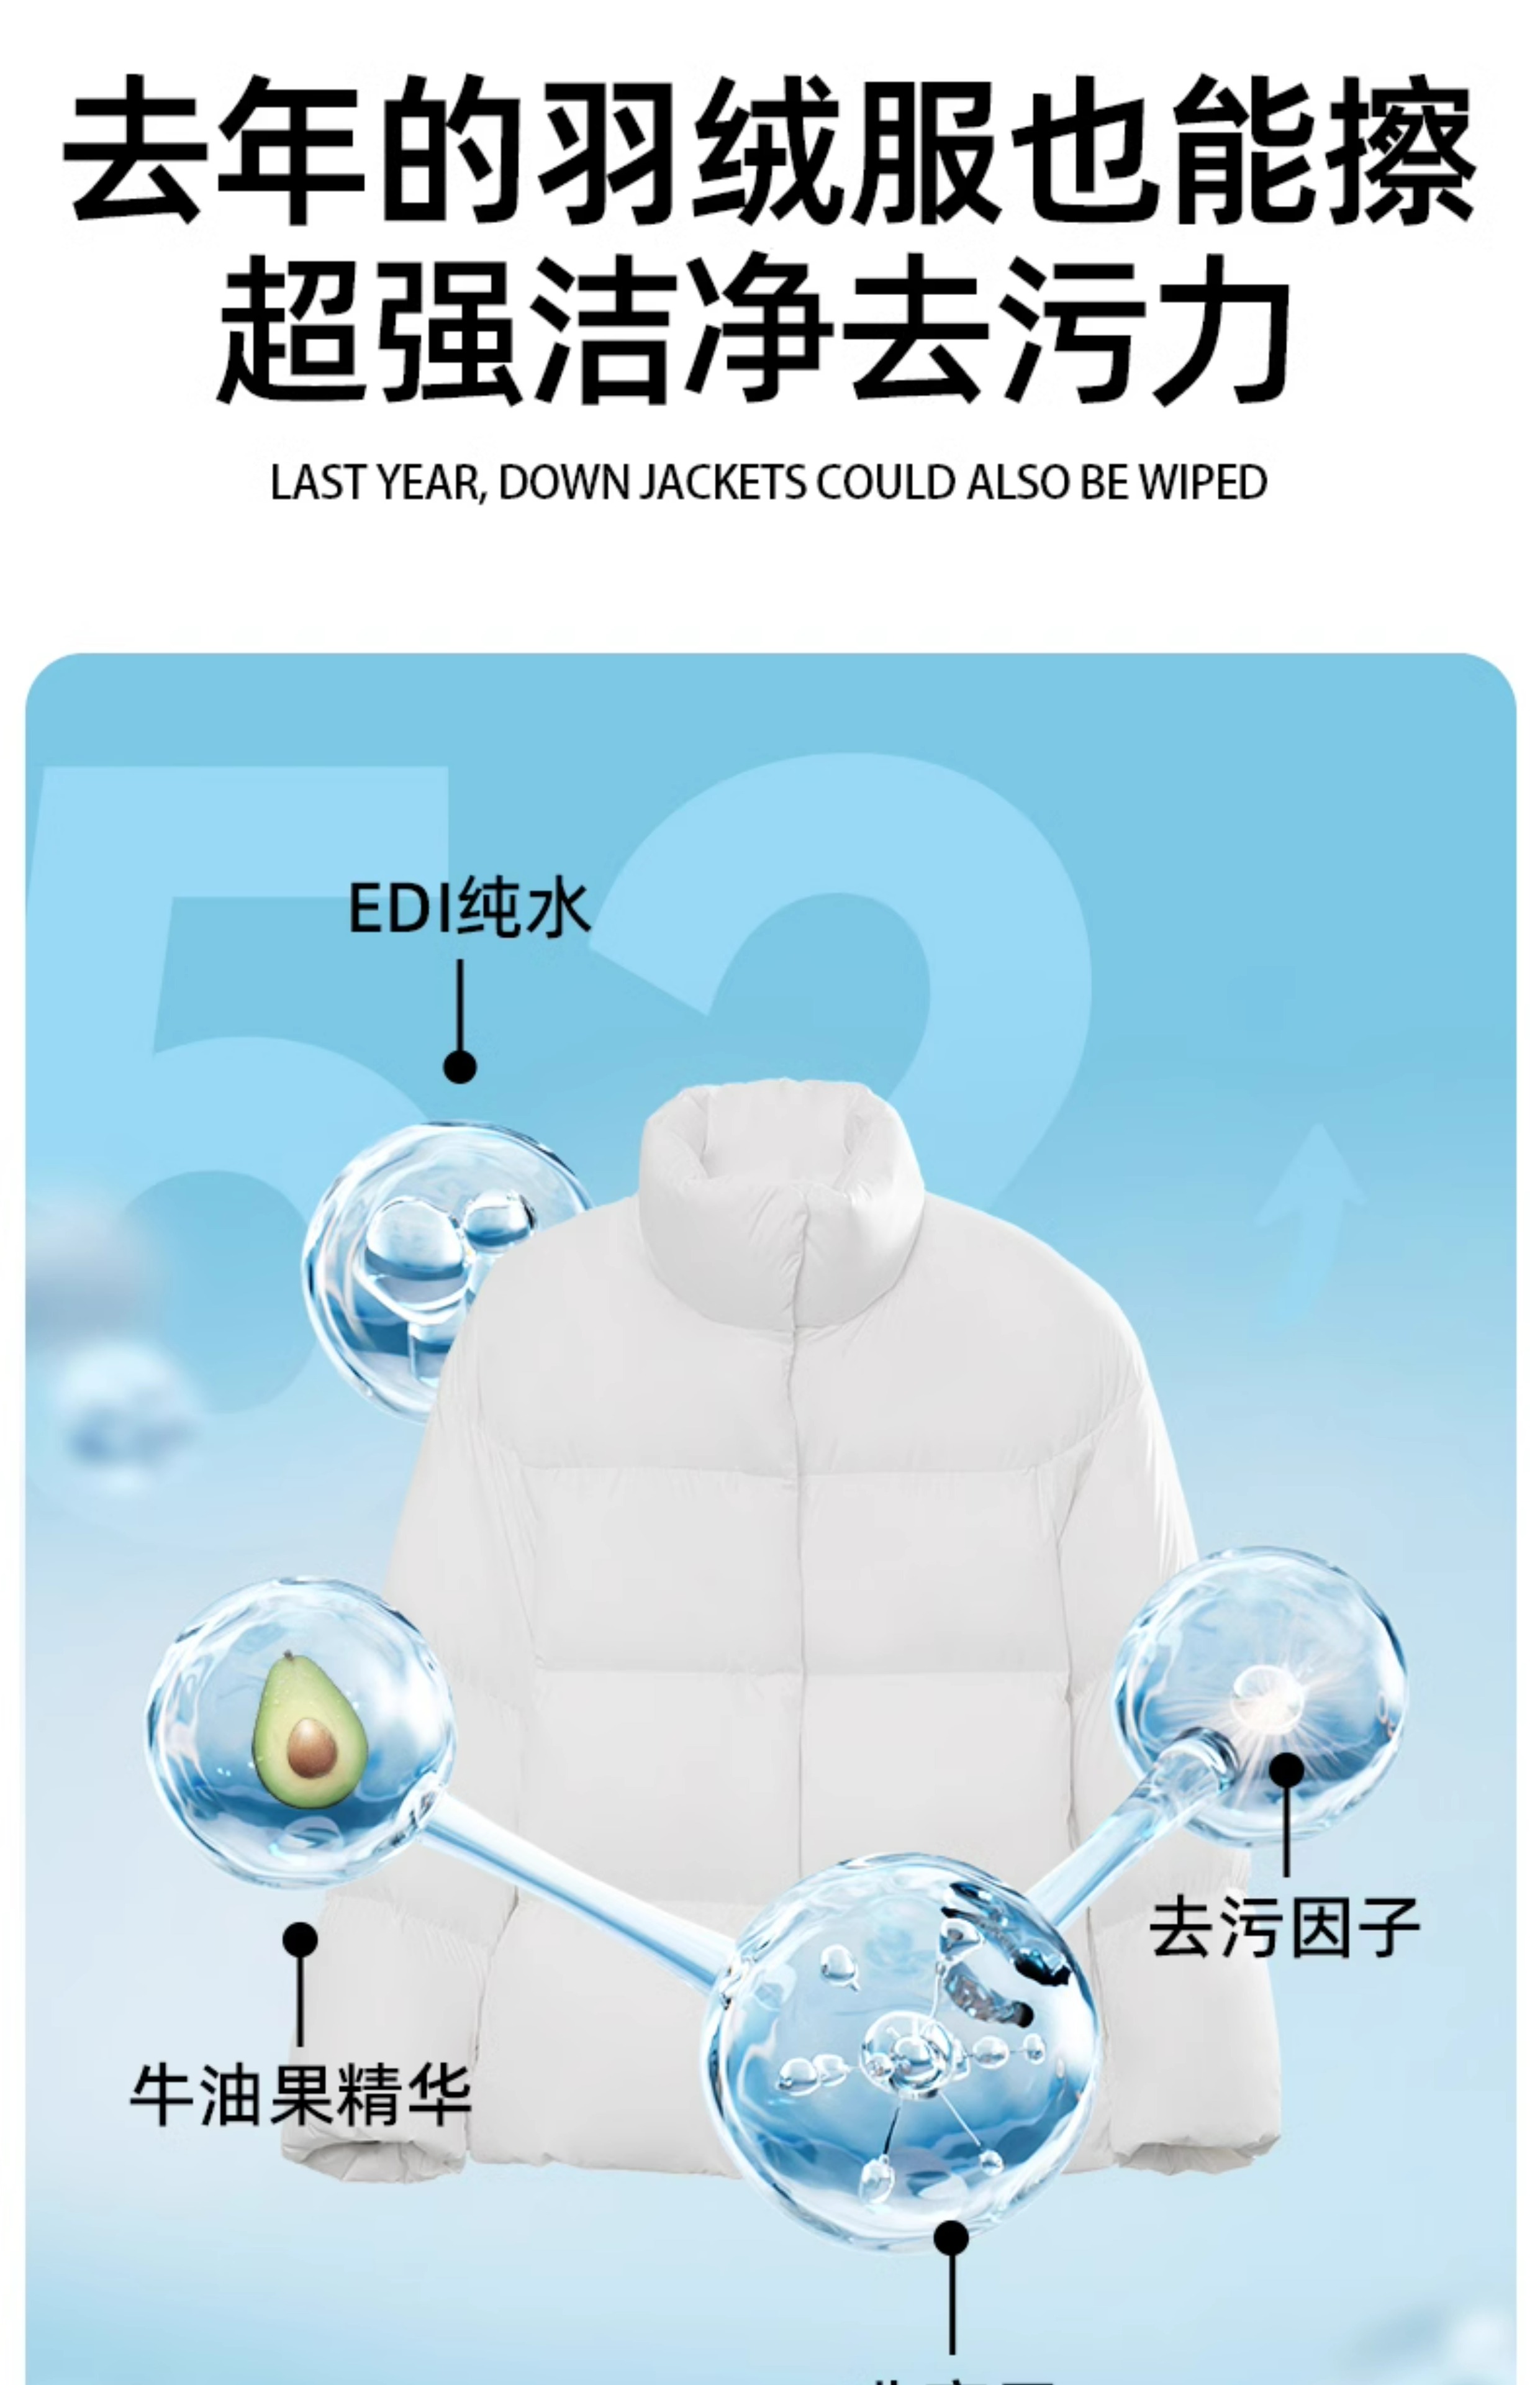 去年的羽绒服也能擦
超强洁净去污力
LAST YEAR, DOWN JACKETS COULD ALSO BE WIPED
EDI纯水
去污因子
牛油果精华